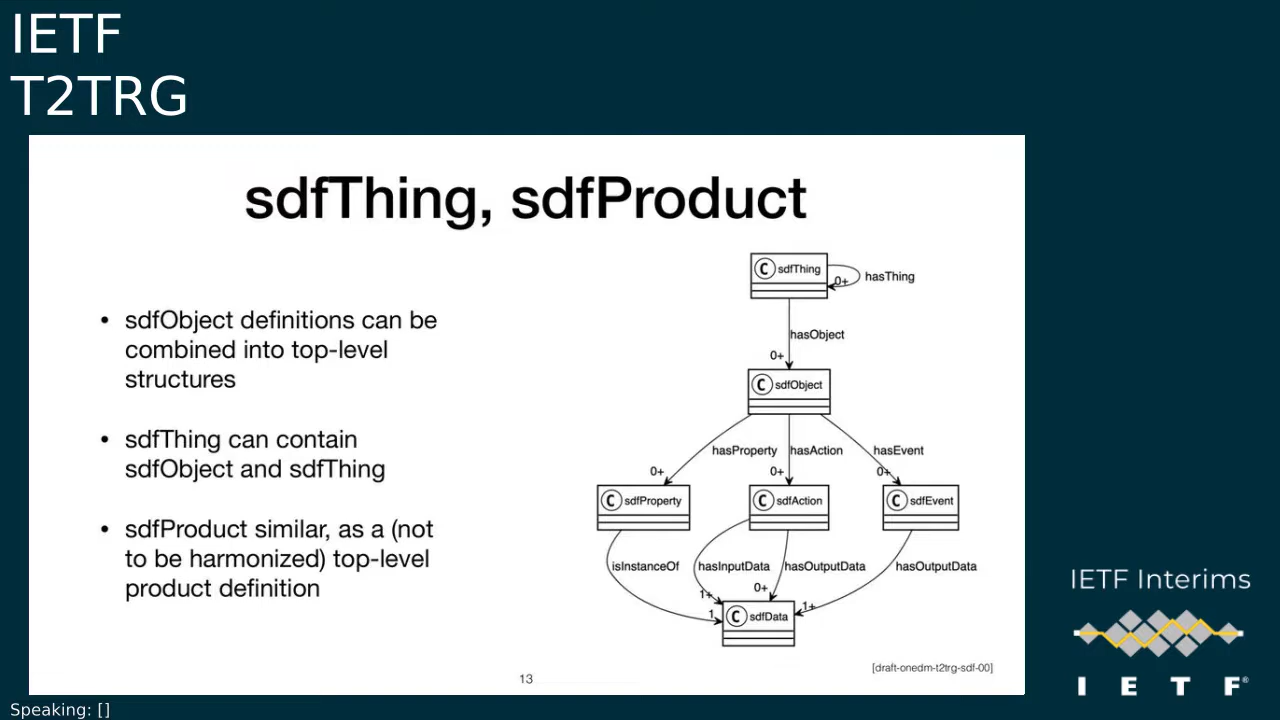 IETF
T2TRG
sdfThing, sdfProduct
• sdfObject definitions can be
combined into top-level
structures
• sdfThing can contain
sdfObject and sdfThing
• sdfProduct similar, as a (not
to be harmonized) top-level
product definition
C sdfThing
0+ hasThing
hasObject
0+
C sdfObject
hasProperty hasAction hasEvent
0+ 0+ 0+
C sdfProperty C sdfAction C sdfEvent
isInstanceOf hasInputData hasOutputData hasOutputData
1+ 0+ 1+
1
C sdfData
[draft-onedm-t2trg-sdf-00]
13
IETF Interims
I E T F®
Speaking: []